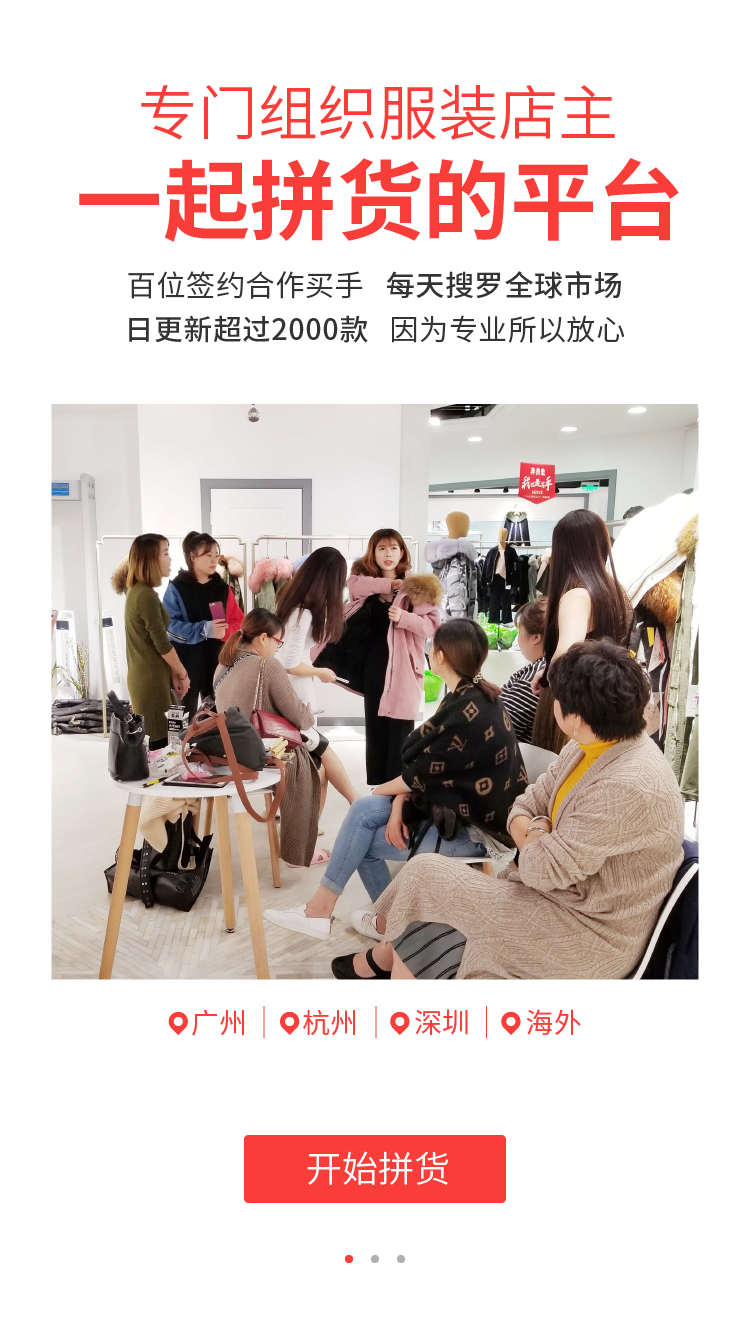 专门组织服装店主
一起拼货的平台
百位签约合作买手 每天搜罗全球市场
日更新超过2000款 因为专业所以放心
广州 | 杭州 | 深圳 | 海外
开始拼货